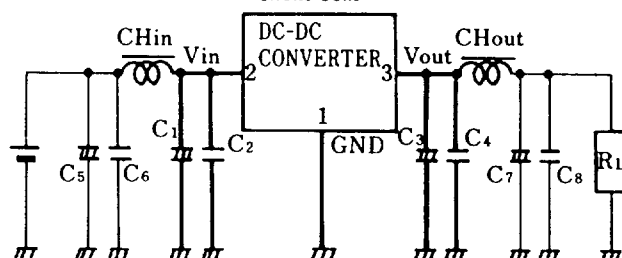 CHin
Vin
DC-DC
CONVERTER
Vout
CHout
2
3
1
GND
C5
C6
C1
C2
C3
C4
C7
C8
RL